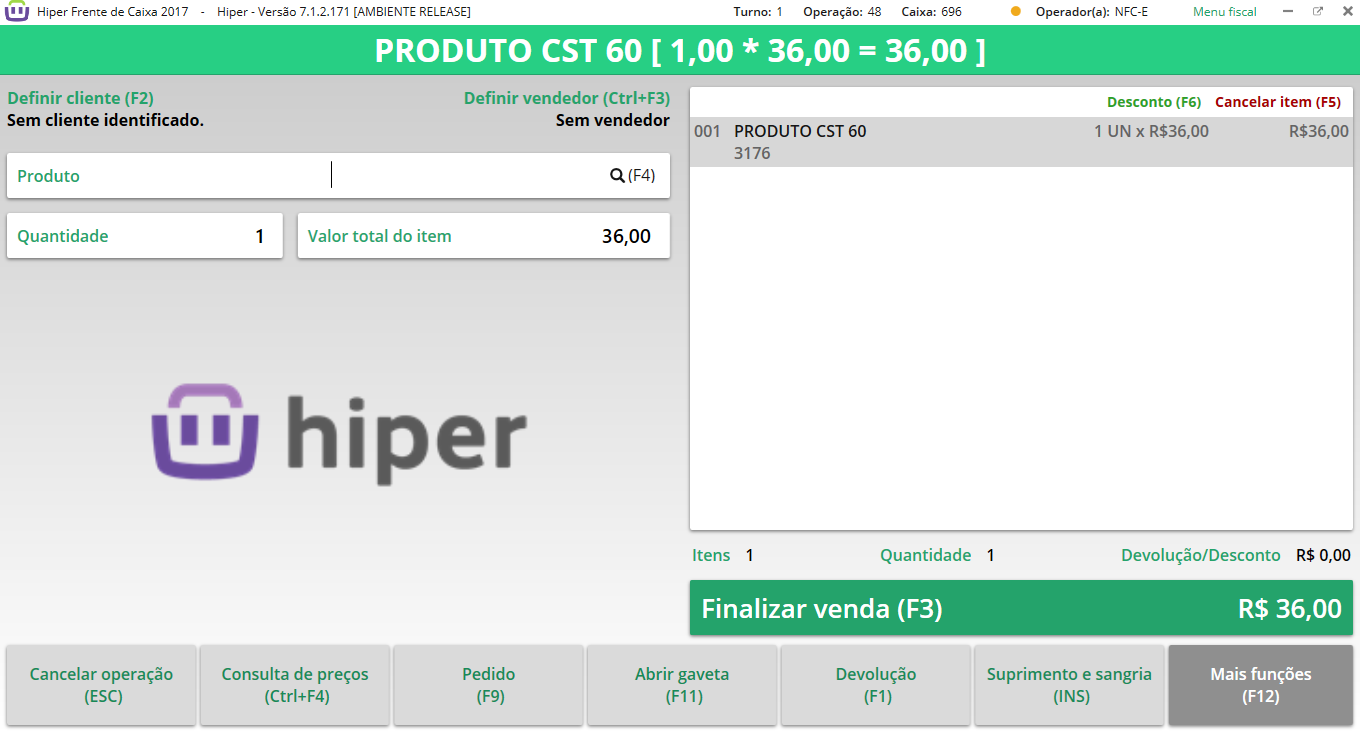 Hiper Frente de Caixa 2017 - Hiper - Versão 7.1.2.171 [AMBIENTE RELEASE] Turno: 1 Operação: 48 Caixa: 696 Operador(a): NFC-E Menu fiscal
PRODUTO CST 60 [ 1,00 * 36,00 = 36,00 ]
Definir cliente (F2) Definir vendedor (Ctrl+F3)
Sem cliente identificado. Sem vendedor
Produto (F4)
Quantidade 1 Valor total do item 36,00
hiper
Desconto (F6) Cancelar item (F5)
001 PRODUTO CST 60 1 UN x R$36,00 R$36,00
3176
Itens 1 Quantidade 1 Devolução/Desconto R$ 0,00
Finalizar venda (F3) R$ 36,00
Cancelar operação
(ESC)
Consulta de preços
(Ctrl+F4)
Pedido
(F9)
Abrir gaveta
(F11)
Devolução
(F1)
Suprimento e sangria
(INS)
Mais funções
(F12)